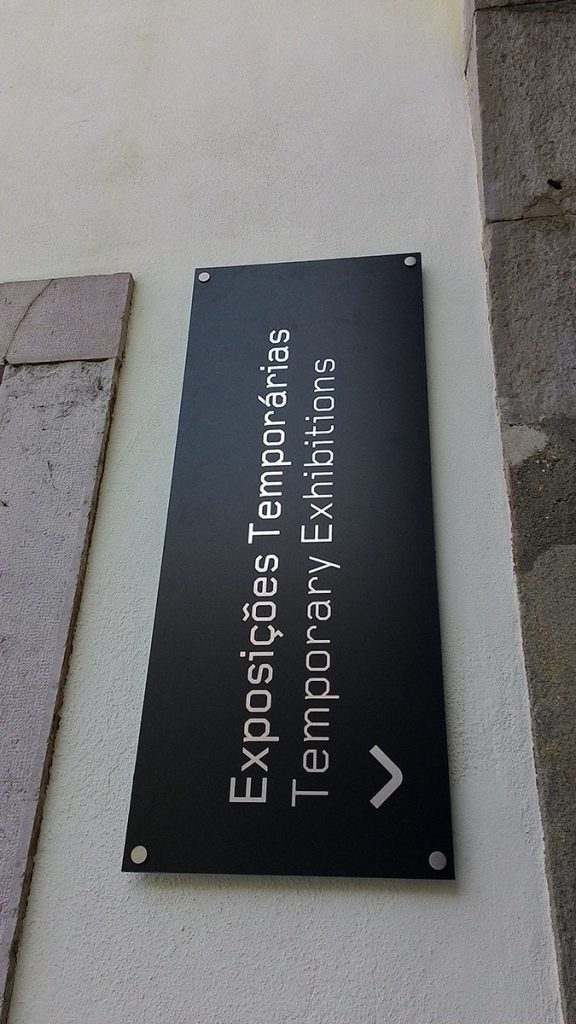 Exposições Temporárias
Temporary Exhibitions